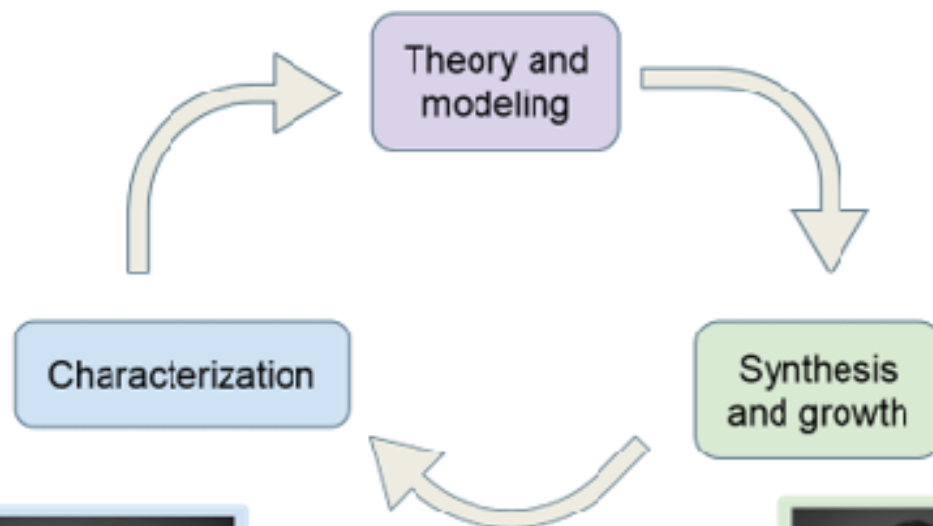 Theory and
modeling
Characterization
Synthesis
and growth